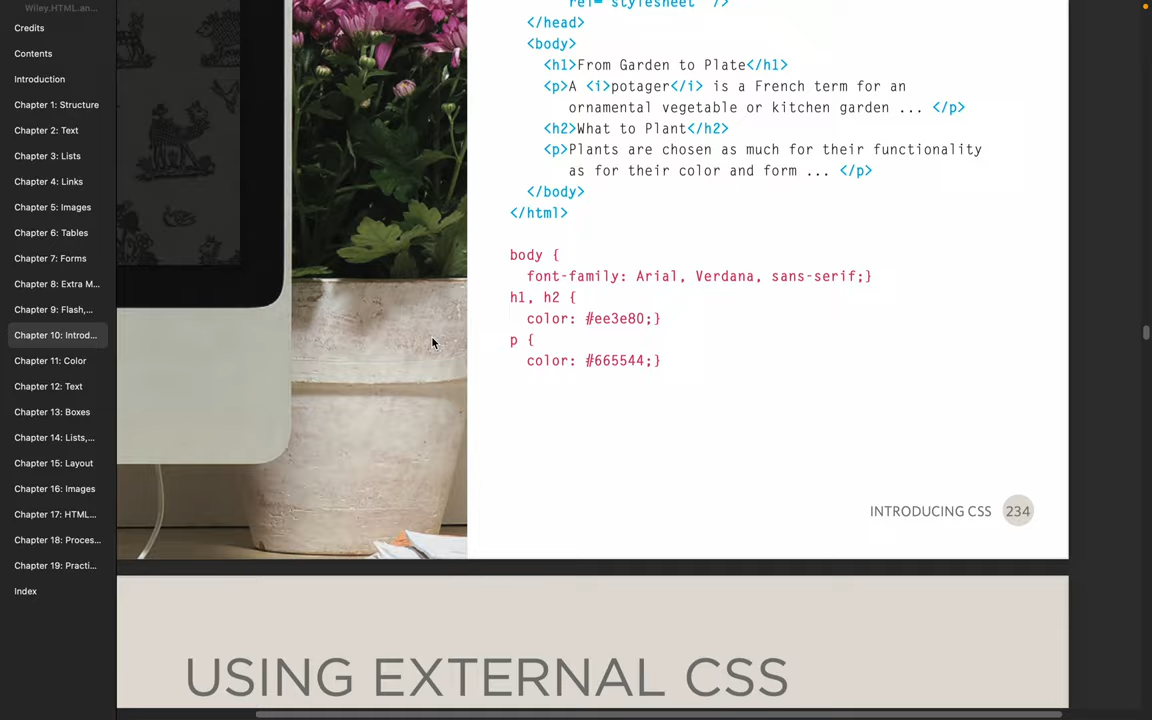 Wiley.HTML.an...
Credits
Contents
Introduction
Chapter 1: Structure
Chapter 2: Text
Chapter 3: Lists
Chapter 4: Links
Chapter 5: Images
Chapter 6: Tables
Chapter 7: Forms
Chapter 8: Extra M...
Chapter 9: Flash,...
Chapter 10: Introd...
Chapter 11: Color
Chapter 12: Text
Chapter 13: Boxes
Chapter 14: Lists,...
Chapter 15: Layout
Chapter 16: Images
Chapter 17: HTML...
Chapter 18: Proces...
Chapter 19: Practi...
Index
rel="stylesheet" />
</head>
<body>
<h1>From Garden to Plate</h1>
<p>A <i>potager</i> is a French term for an
ornamental vegetable or kitchen garden ... </p>
<h2>What to Plant</h2>
<p>Plants are chosen as much for their functionality
as for their color and form ... </p>
</body>
</html>
body {
font-family: Arial, Verdana, sans-serif;}
h1, h2 {
color: #ee3e80;}
p {
color: #665544;}
INTRODUCING CSS 234
USING EXTERNAL CSS